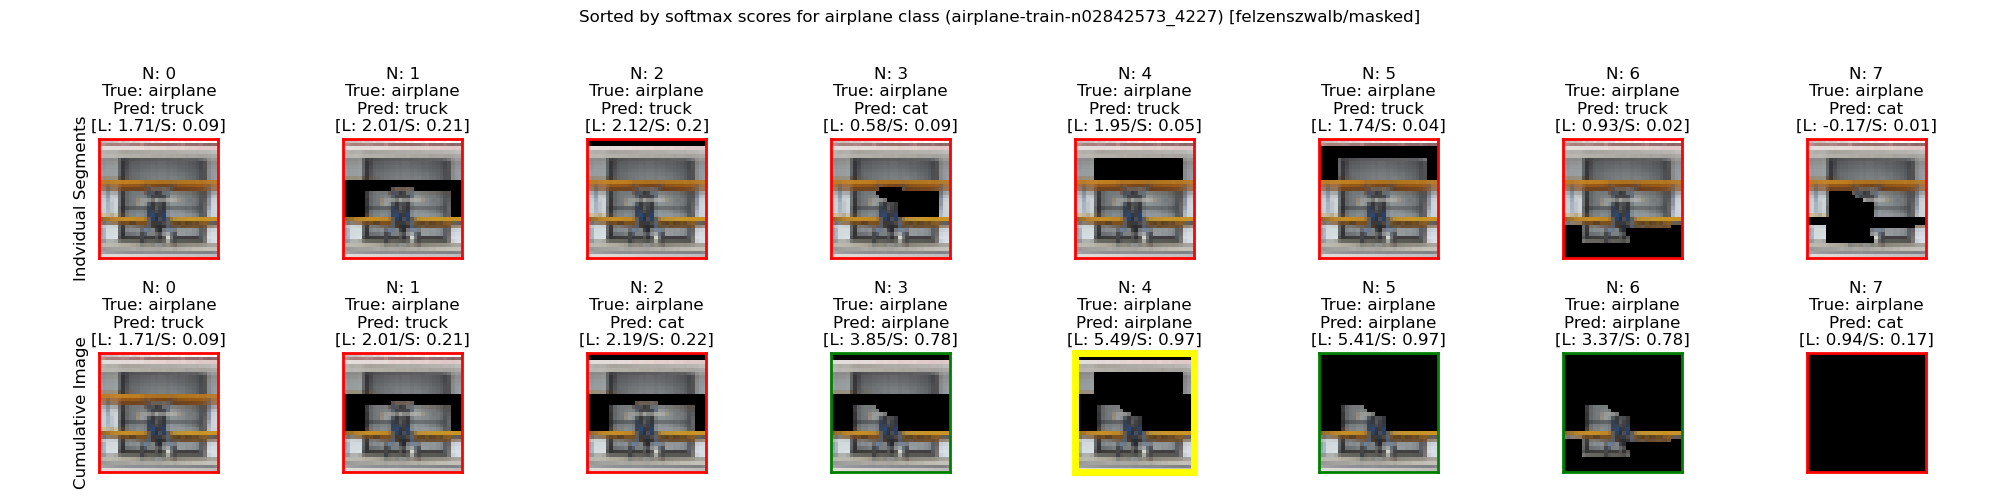 Sorted by softmax scores for airplane class (airplane-train-n02842573_4227) [felzenszwalb/masked]
Individual Segments
N: 0
True: airplane
Pred: truck
[L: 1.71/S: 0.09]
N: 1
True: airplane
Pred: truck
[L: 2.01/S: 0.21]
N: 2
True: airplane
Pred: truck
[L: 2.12/S: 0.2]
N: 3
True: airplane
Pred: cat
[L: 0.58/S: 0.09]
N: 4
True: airplane
Pred: truck
[L: 1.95/S: 0.05]
N: 5
True: airplane
Pred: truck
[L: 1.74/S: 0.04]
N: 6
True: airplane
Pred: truck
[L: 0.93/S: 0.02]
N: 7
True: airplane
Pred: cat
[L: -0.17/S: 0.01]
Cumulative Image
N: 0
True: airplane
Pred: truck
[L: 1.71/S: 0.09]
N: 1
True: airplane
Pred: truck
[L: 2.01/S: 0.21]
N: 2
True: airplane
Pred: cat
[L: 2.19/S: 0.22]
N: 3
True: airplane
Pred: airplane
[L: 3.85/S: 0.78]
N: 4
True: airplane
Pred: airplane
[L: 5.49/S: 0.97]
N: 5
True: airplane
Pred: airplane
[L: 5.41/S: 0.97]
N: 6
True: airplane
Pred: airplane
[L: 3.37/S: 0.78]
N: 7
True: airplane
Pred: cat
[L: 0.94/S: 0.17]